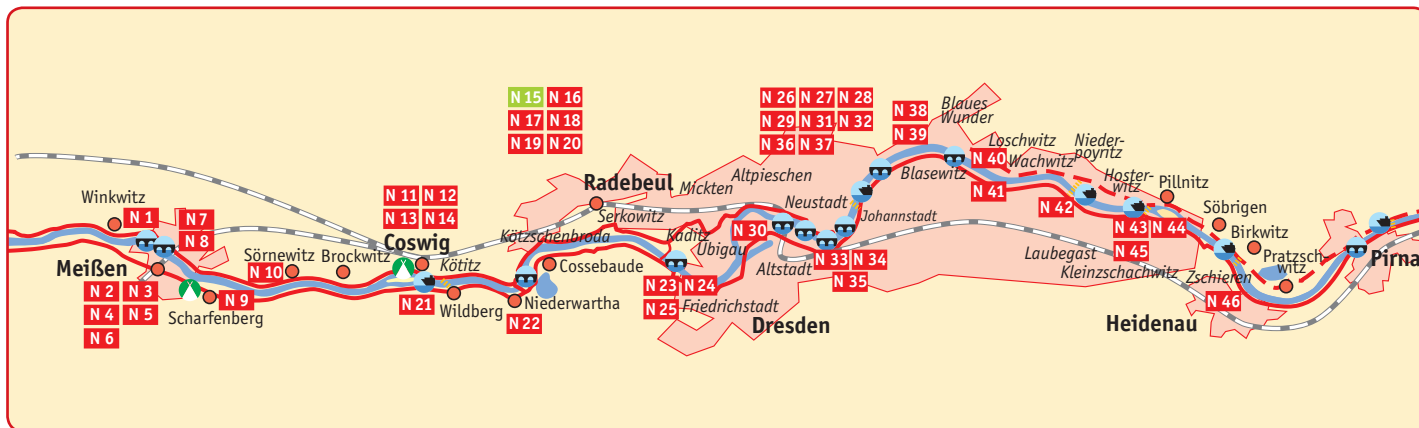 Winkwitz
N 1
N 7
N 8
Meißen
N 2 N 3
N 4 N 5
N 6
N 9
Scharfenberg
Sörnewitz
N 10
Brockwitz
N 11 N 12
N 13 N 14
Coswig
Kötitz
N 21
Wildberg
N 15 N 16
N 17 N 18
N 19 N 20
Radebeul
Kötzschenbroda
Cossebaude
Niederwartha
N 22
Serkowitz
Mickten
Kaditz
Übigau
N 23 N 24
N 25
Friedrichstadt
Altpieschen
N 26 N 27 N 28
N 29 N 31 N 32
N 36 N 37
N 30
Neustadt
Altstadt
Dresden
Johannstadt
N 33 N 34
N 35
N 38
N 39
Blaues
Wunder
Blasewitz
N 40
N 41
Loschwitz
Wachwitz
Nieder-
poyritz
Hoster-
witz
N 42
N 43 N 44
N 45
Laubegast
Kleinzschachwitz
Pillnitz
Söbrigen
Birkwitz
Pratzsch-
witz
Zschieren
N 46
Heidenau
Pirna